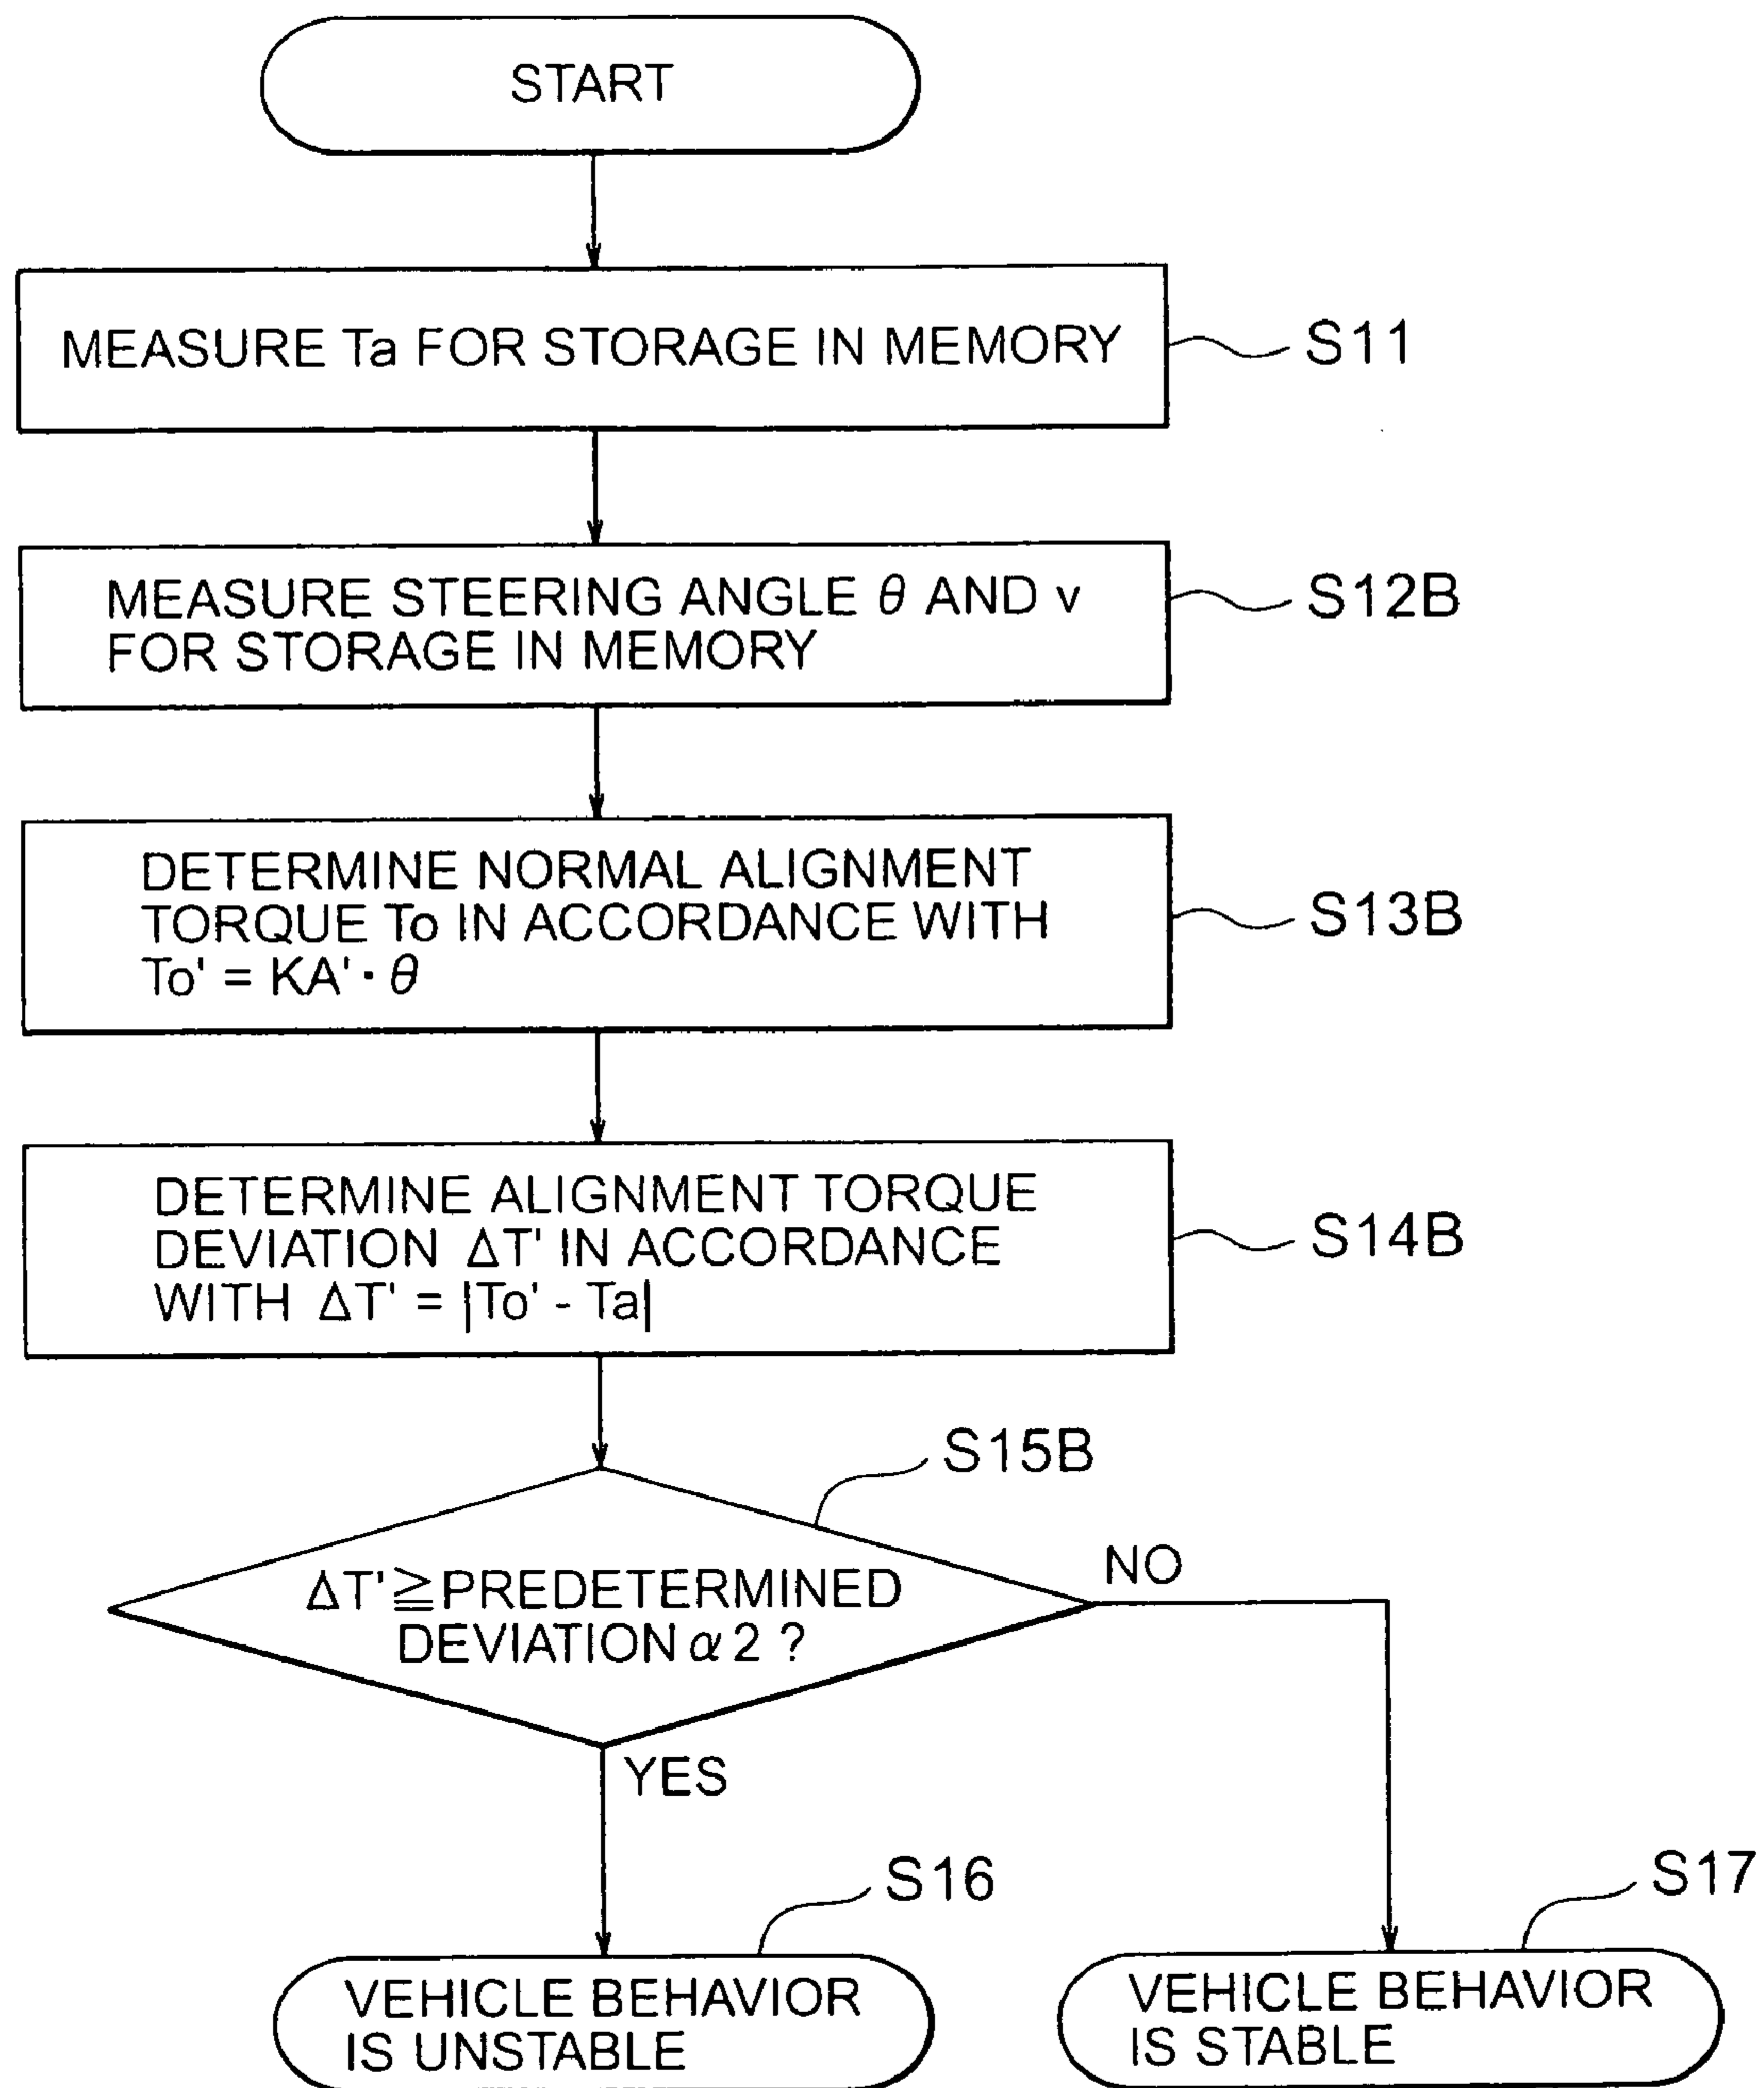 START
MEASURE Ta FOR STORAGE IN MEMORY
S11
MEASURE STEERING ANGLE θ AND v
FOR STORAGE IN MEMORY
S12B
DETERMINE NORMAL ALIGNMENT
TORQUE To IN ACCORDANCE WITH
To' = KA' · θ
S13B
DETERMINE ALIGNMENT TORQUE
DEVIATION ΔT' IN ACCORDANCE
WITH ΔT' = |To' - Ta|
S14B
S15B
ΔT' ≧ PREDETERMINED
DEVIATION α2 ?
NO
YES
S16
VEHICLE BEHAVIOR
IS UNSTABLE
S17
VEHICLE BEHAVIOR
IS STABLE